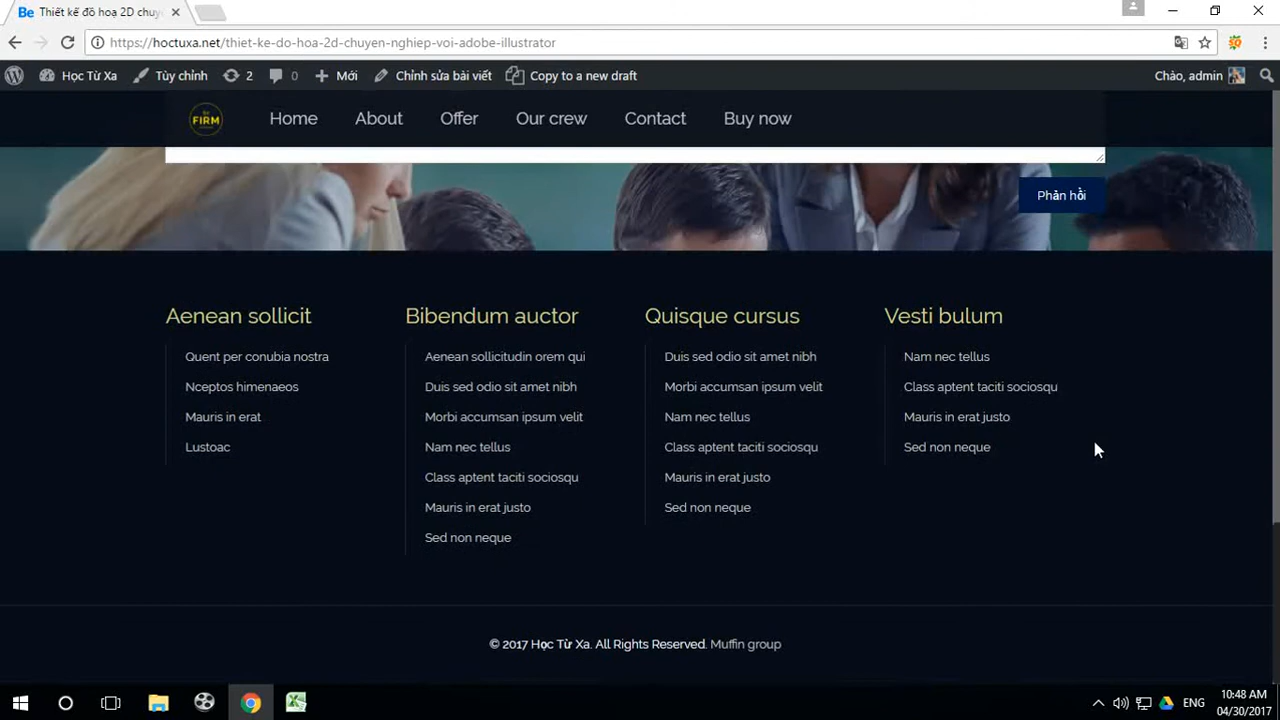 Be Thiết kế đồ hoạ 2D chuy
https://hoctuxa.net/thiet-ke-do-hoa-2d-chuyen-nghiep-voi-adobe-illustrator
Học Từ Xa Tùy chỉnh 2 0 Mới Chỉnh sửa bài viết Copy to a new draft Chào, admin
FIRM Home About Offer Our crew Contact Buy now
Phản hồi
Aenean sollicit
Quent per conubia nostra
Nceptos himenaeos
Mauris in erat
Lustoac
Bibendum auctor
Aenean sollicitudin orem qui
Duis sed odio sit amet nibh
Morbi accumsan ipsum velit
Nam nec tellus
Class aptent taciti sociosqu
Mauris in erat justo
Sed non neque
Quisque cursus
Duis sed odio sit amet nibh
Morbi accumsan ipsum velit
Nam nec tellus
Class aptent taciti sociosqu
Mauris in erat justo
Sed non neque
Vesti bulum
Nam nec tellus
Class aptent taciti sociosqu
Mauris in erat justo
Sed non neque
© 2017 Học Từ Xa. All Rights Reserved. Muffin group
ENG
10:48 AM
04/30/2017